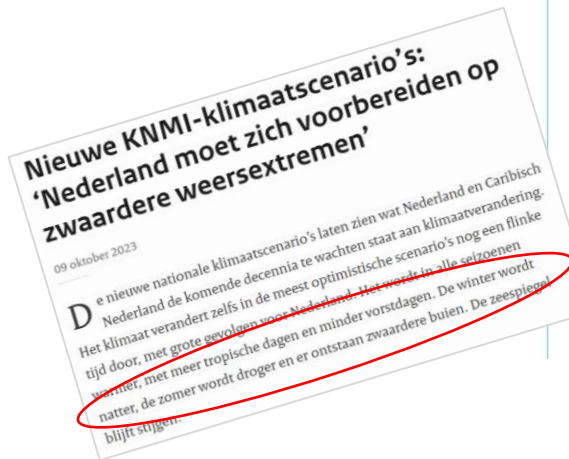 Nieuwe KNMI-klimaatscenario’s:
‘Nederland moet zich voorbereiden op
zwaardere weersextremen’
09 oktober 2023
De nieuwe nationale klimaatscenario’s laten zien wat Nederland en Caribisch
Nederland de komende decennia te wachten staat aan klimaatverandering.
Het klimaat verandert zelfs in de meest optimistische scenario’s nog een flinke
tijd door, met grote gevolgen voor Nederland. Het wordt in alle seizoenen
warmer, met meer tropische dagen en minder vorstdagen. De winter wordt
natter, de zomer wordt droger en er ontstaan zwaardere buien. De zeespiegel
blijft stijgen.